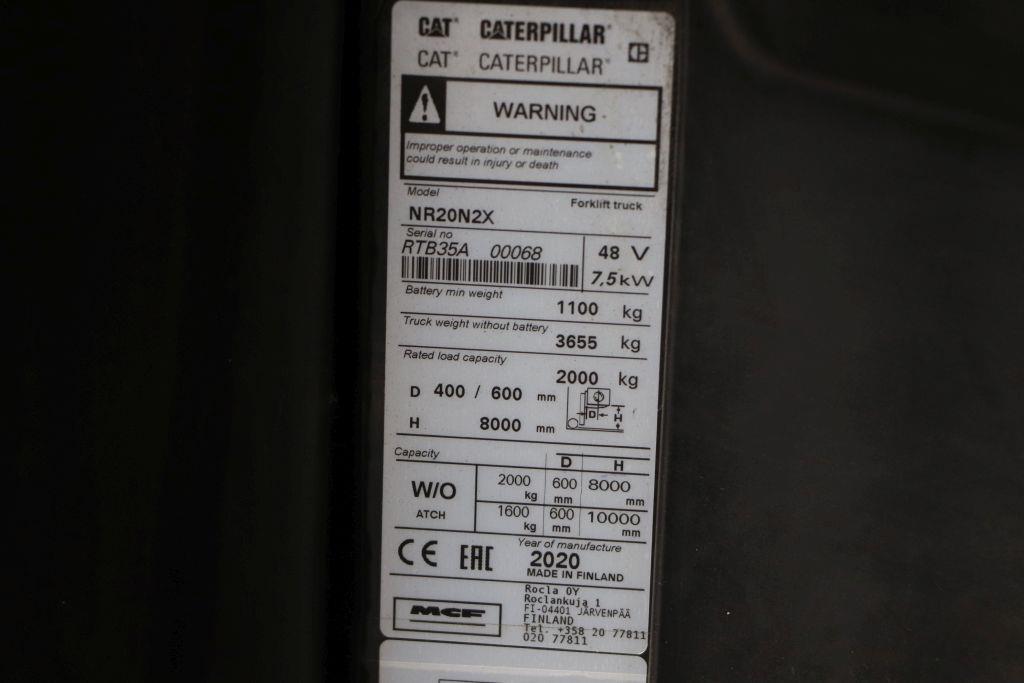 CAT® CATERPILLAR®
CAT® CATERPILLAR®
WARNING
Improper operation or maintenance
could result in injury or death
Model
Forklift truck
NR20N2X
Serial no
RTB35A 00068
48 V
7,5 kW
Battery min weight
1100 kg
Truck weight without battery
3655 kg
Rated load capacity
2000 kg
D 400 / 600 mm
H 8000 mm
D
H
Capacity
D H
W/O
ATCH
2000 kg 600 mm 8000 mm
1600 kg 600 mm 10000 mm
CE EAC
Year of manufacture
2020
MADE IN FINLAND
MCF
Rocla OY
Roclankuja 1
FI-04401 JÄRVENPÄÄ
FINLAND
Tel. +358 20 77811
020 77811